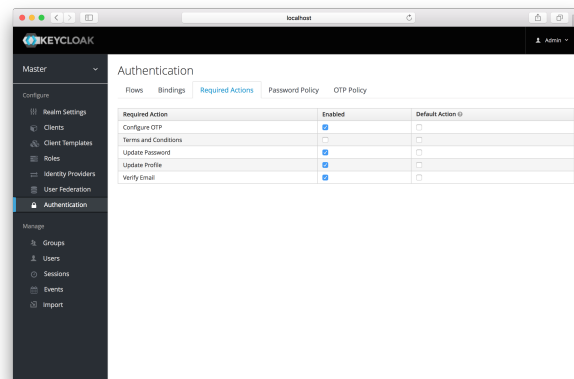 localhost
KEYCLOAK
Admin
Master
Authentication
Flows Bindings Required Actions Password Policy OTP Policy
Configure
Realm Settings
Clients
Client Templates
Roles
Identity Providers
User Federation
Authentication
Manage
Groups
Users
Sessions
Events
Import
Required Action Enabled Default Action
Configure OTP
Terms and Conditions
Update Password
Update Profile
Verify Email